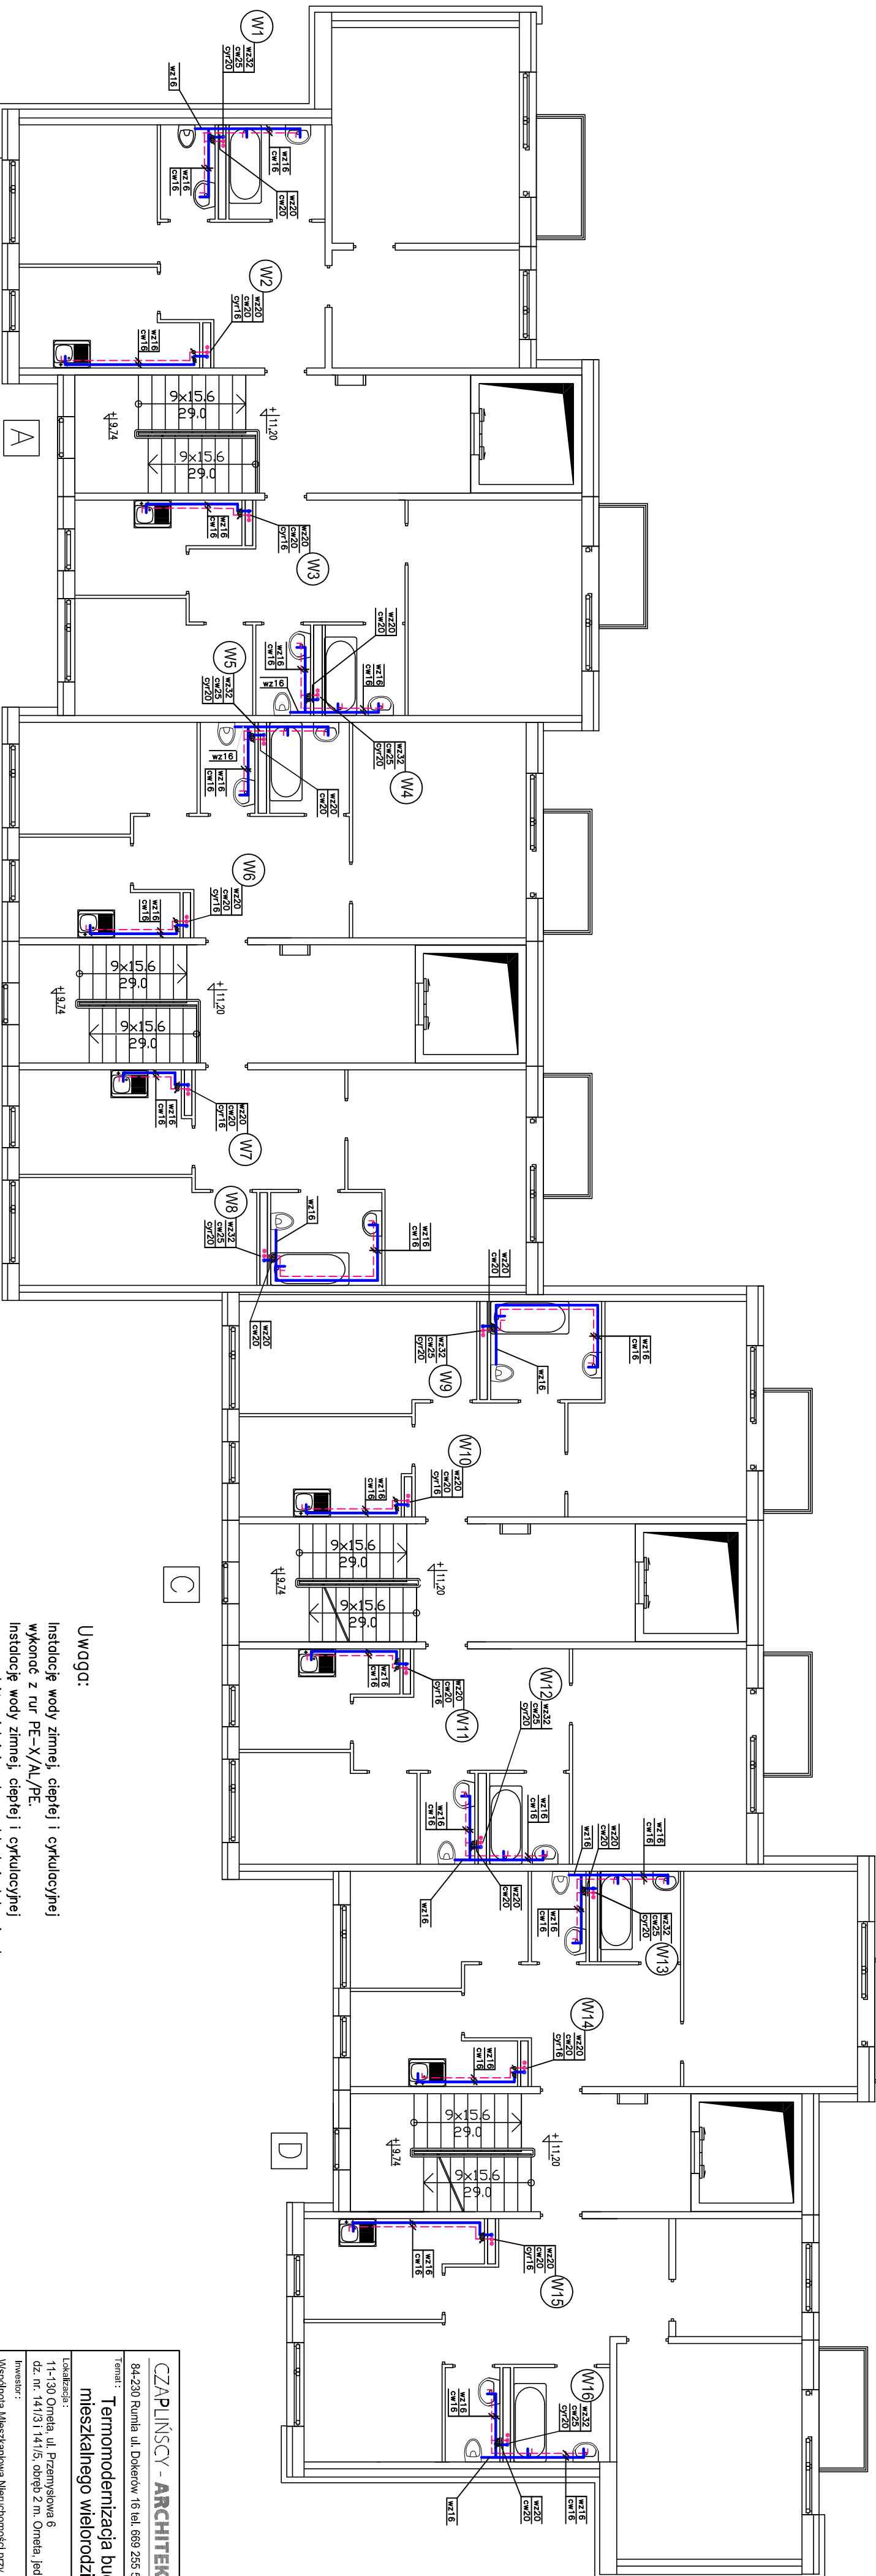 W1
wz32
cw25
cyr20
wz16
wz16
cw16
wz16
cw16
wz20
cw20
W2
wz20
cw20
cyr16
wz16
cw16
9x15.6
29.0
9x15.6
29.0
+11,20
+9,74
A
wz16
cw16
wz20
cw20
cyr16
W3
wz20
cw20
wz16
cw16
wz16
cw16
wz16
W5
wz32
cw25
cyr20
wz32
cw25
cyr20
W4
wz16
wz16
cw16
wz20
cw20
W6
wz20
cw20
cyr16
wz16
cw16
9x15.6
29.0
9x15.6
29.0
+11,20
+9,74
wz16
cw16
wz20
cw20
cyr16
W7
W8
wz32
cw25
cyr20
wz16
wz16
cw16
wz20
cw20
wz20
cw20
wz32
cw25
cyr20
W9
wz16
wz16
cw16
W10
wz20
cw20
cyr16
wz16
cw16
9x15.6
29.0
9x15.6
29.0
+11,20
+9,74
C
wz16
cw16
wz20
cw20
cyr16
W11
W12
wz32
cw25
cyr20
wz16
cw16
wz16
cw16
wz20
cw20
wz16
wz16
wz20
cw20
wz16
cw16
wz32
cw25
cyr20
W13
wz16
cw16
W14
wz20
cw20
cyr16
wz16
cw16
9x15.6
29.0
9x15.6
29.0
+11,20
+9,74
D
wz16
cw16
wz20
cw20
cyr16
W15
W16
wz32
cw25
cyr20
wz16
cw16
wz16
cw16
wz20
cw20
wz16
Uwaga:
Instalację wody zimnej, ciepłej i cyrkulacyjnej
wykonać z rur PE-X/AL/PE.
Instalację wody zimnej, ciepłej i cyrkulacyjnej
CZAPLIŃSCY - ARCHITEK
84-230 Rumia ul. Dokerów 16 tel. 669 255 5
Temat :
Termomodernizacja bu
mieszkalnego wielorodzi
Lokalizacja :
11-130 Orneta, ul. Przemysłowa 6
dz. nr. 141/3 i 141/5, obręb 2 m. Orneta, jed
Inwestor :
Wspólnota Mieszkaniowa Nieruchomości przy